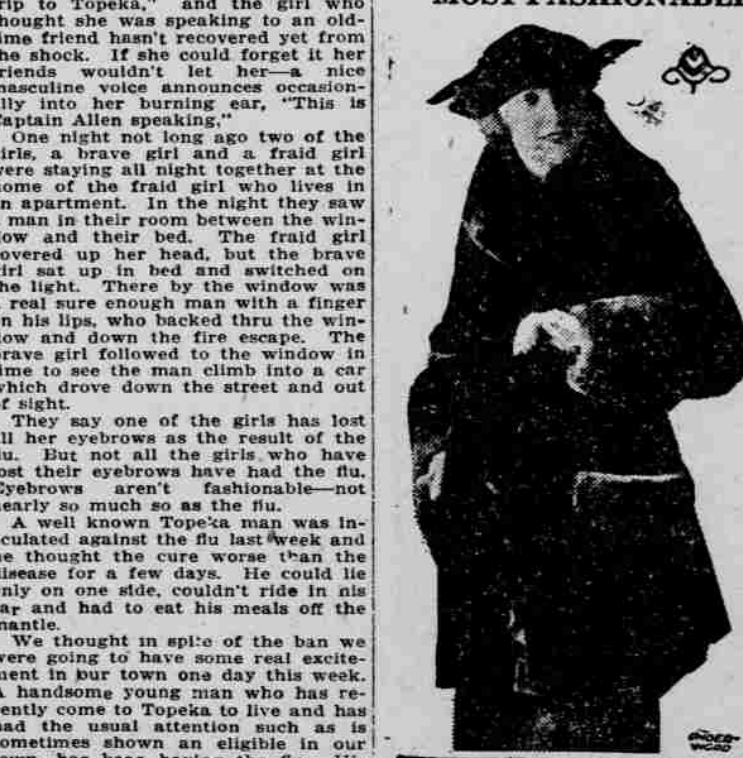 rip to Topeka," and the girl who
hought she was speaking to an old-
ime friend hasn't recovered yet from
he shock. If she could forget it her
riends wouldn't let her—a nice
masculine voice announces occasion-
lly into her burning ear, "This is
Captain Allen speaking,"
One night not long ago two of the
girls, a brave girl and a fraid girl
were staying all night together at the
home of the fraid girl who lives in
n apartment. In the night they saw
man in their room between the win-
dow and their bed. The fraid girl
covered up her head, but the brave
girl sat up in bed and switched on
the light. There by the window was
real sure enough man with a finger
on his lips, who backed thru the win-
dow and down the fire escape. The
brave girl followed to the window in
time to see the man climb into a car
which drove down the street and out
of sight.
They say one of the girls has lost
all her eyebrows as the result of the
flu. But not all the girls who have
lost their eyebrows have had the flu.
Eyebrows aren't fashionable—not
nearly so much so as the flu.
A well known Topeka man was in-
oculated against the flu last week and
he thought the cure worse than the
disease for a few days. He could lie
only on one side, couldn't ride in his
car and had to eat his meals off the
mantle.
We thought in spite of the ban we
were going to have some real excite-
ment in our town one day this week.
A handsome young man who has re-
cently come to Topeka to live and has
had the usual attention such as is
sometimes shown an eligible in our
MOST FASHIONABLE
UNDER-
WOOD